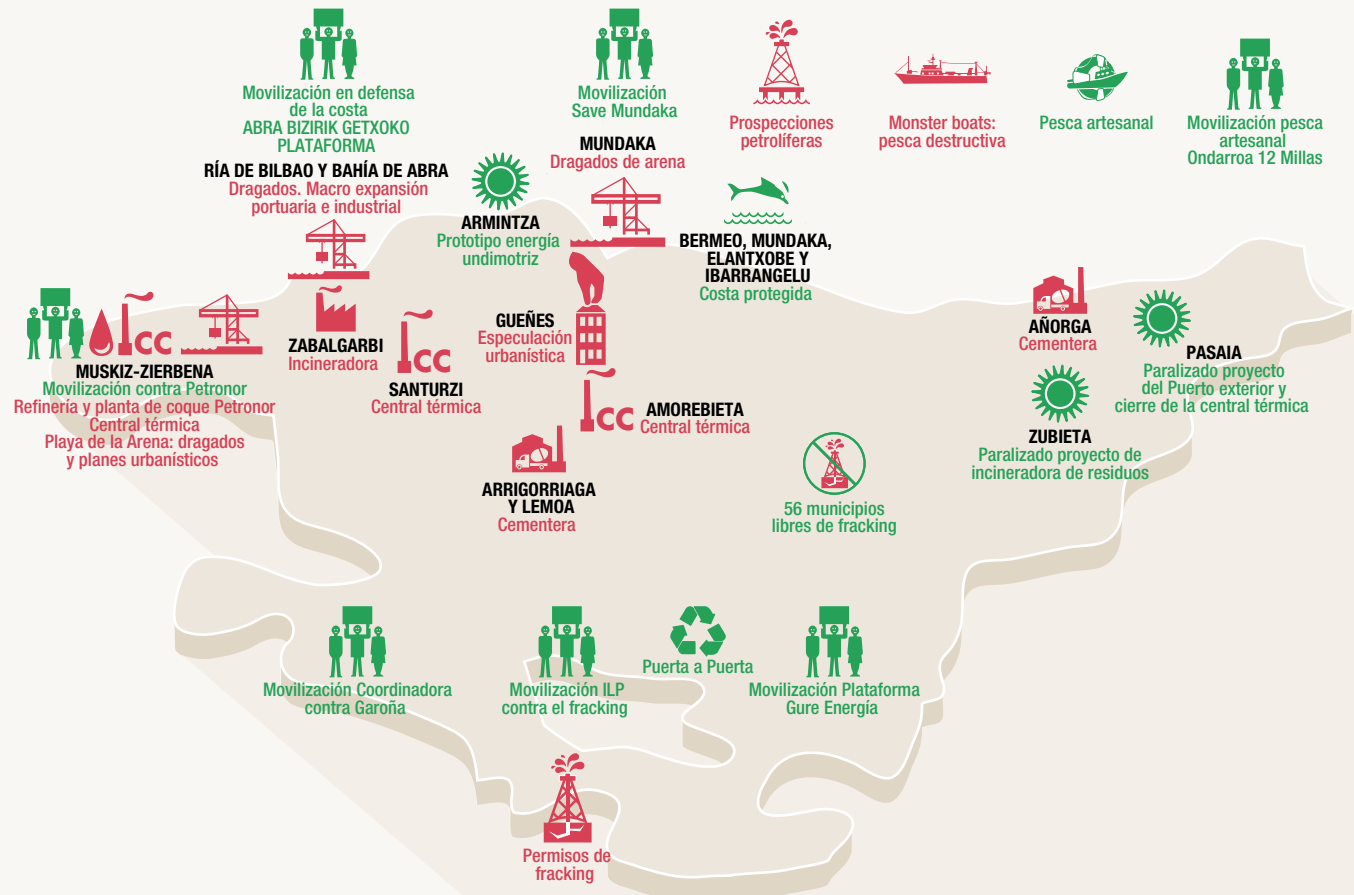 Movilización en defensa
de la costa
ABRA BIZIRIK GETXOKO
PLATAFORMA
RÍA DE BILBAO Y BAHÍA DE ABRA
Dragados. Macro expansión
portuaria e industrial
Movilización
Save Mundaka
MUNDAKA
Dragados de arena
Prospecciones
petrolíferas
Monster boats:
pesca destructiva
Pesca artesanal
Movilización pesca
artesanal
Ondarroa 12 Millas
ARMINTZA
Prototipo energía
undimotriz
BERMEO, MUNDAKA,
ELANTXOBE Y
IBARRANGELU
Costa protegida
CC
MUSKIZ-ZIERBENA
Movilización contra Petronor
Refinería y planta de coque Petronor
Central térmica
Playa de la Arena: dragados
y planes urbanísticos
ZABALGARBI
Incineradora
CC
SANTURZI
Central térmica
GUEÑES
Especulación
urbanística
CC
AMOREBIETA
Central térmica
ARRIGORRIAGA
Y LEMOA
Cementera
AÑORGA
Cementera
PASAIA
Paralizado proyecto
del Puerto exterior y
cierre de la central térmica
ZUBIETA
Paralizado proyecto de
incineradora de residuos
56 municipios
libres de fracking
Movilización Coordinadora
contra Garoña
Movilización ILP
contra el fracking
Puerta a Puerta
Movilización Plataforma
Gure Energía
Permisos de
fracking